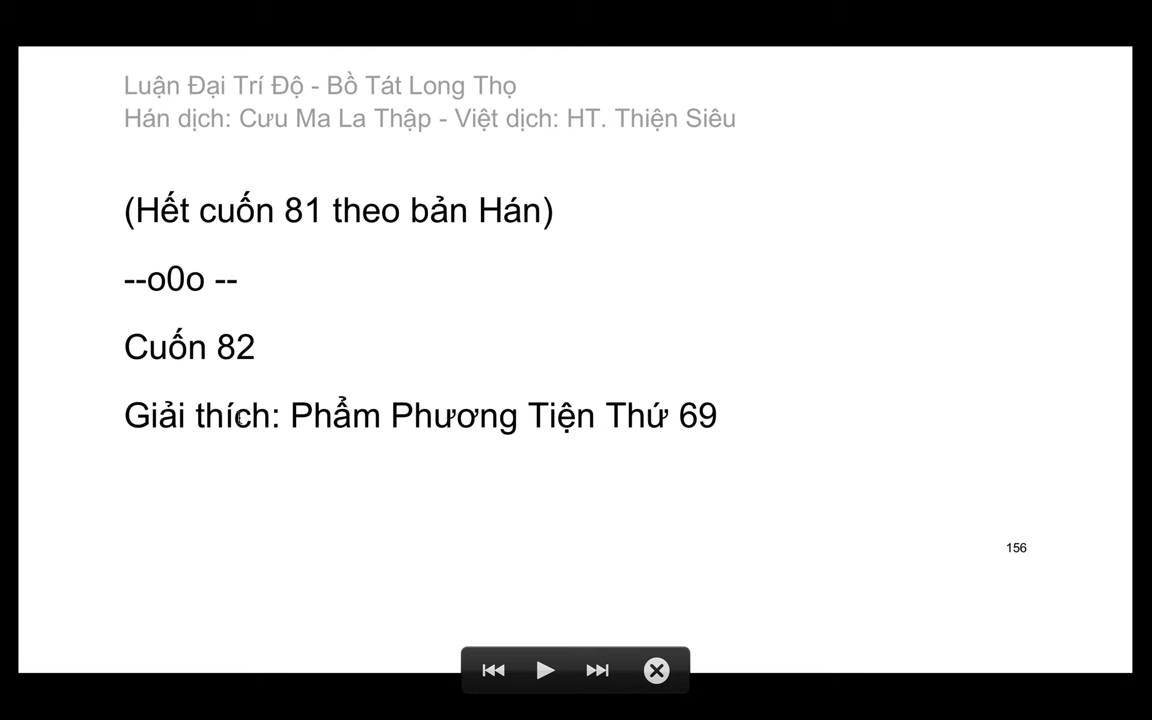 Luận Đại Trí Độ - Bồ Tát Long Thọ
Hán dịch: Cưu Ma La Thập - Việt dịch: HT. Thiện Siêu
(Hết cuốn 81 theo bản Hán)
--o0o --
Cuốn 82
Giải thích: Phẩm Phương Tiện Thứ 69
156